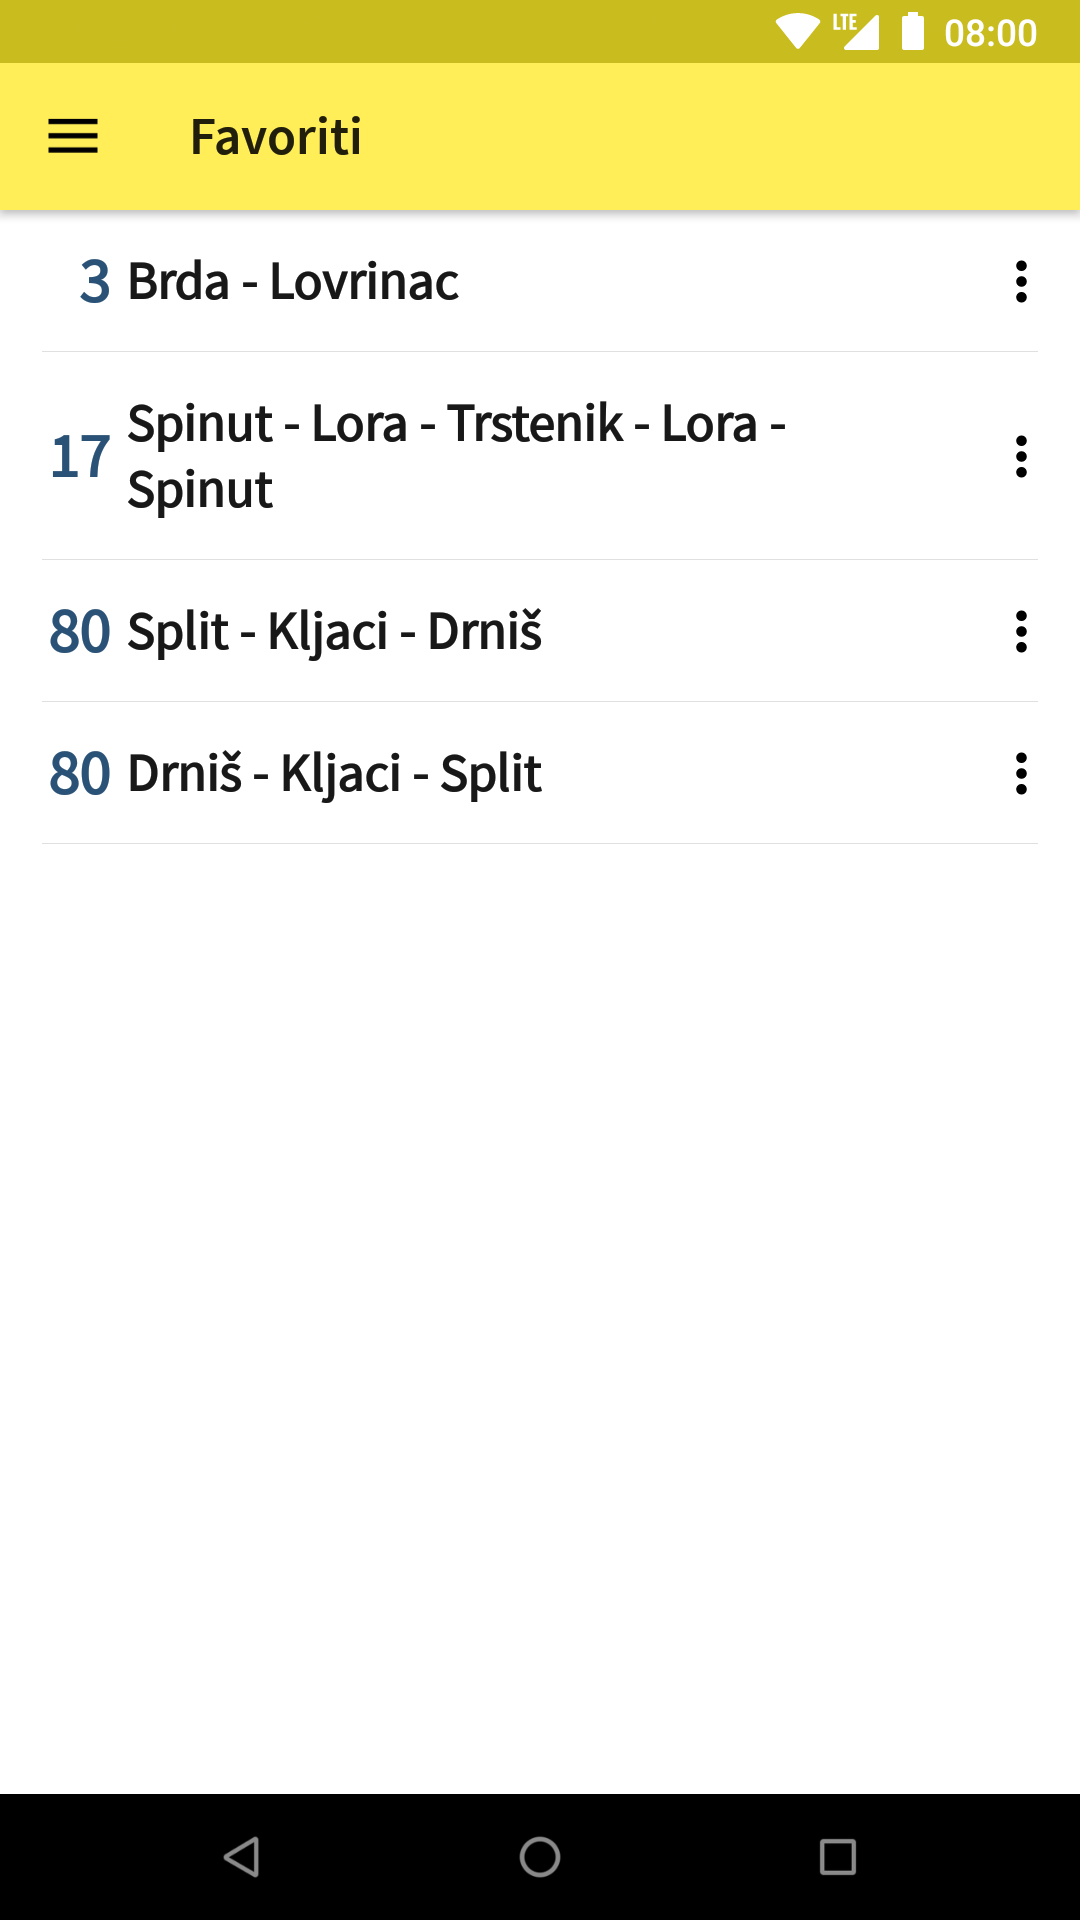 LTE 08:00
Favoriti
3 Brda - Lovrinac
17 Spinut - Lora - Trstenik - Lora -
Spinut
80 Split - Kljaci - Drniš
80 Drniš - Kljaci - Split